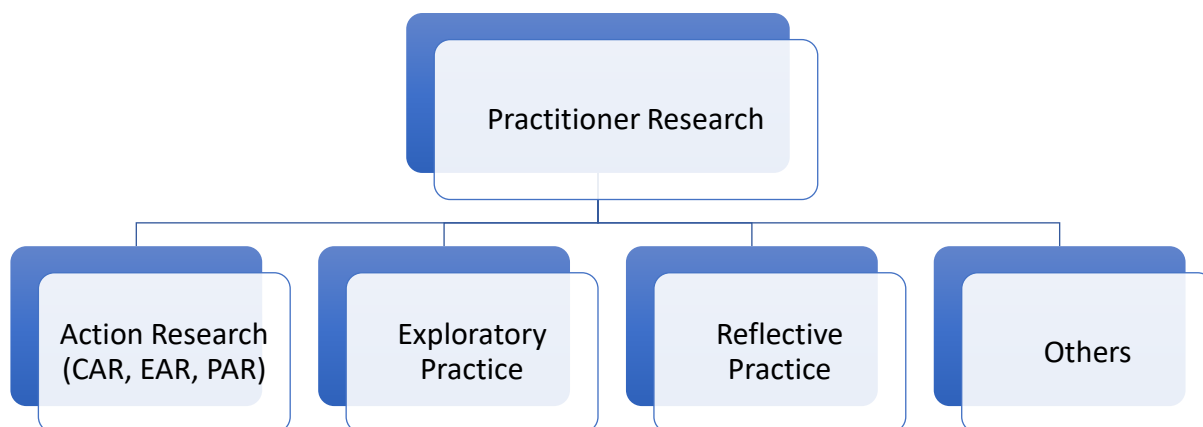 Practitioner Research
Action Research
(CAR, EAR, PAR)
Exploratory
Practice
Reflective
Practice
Others